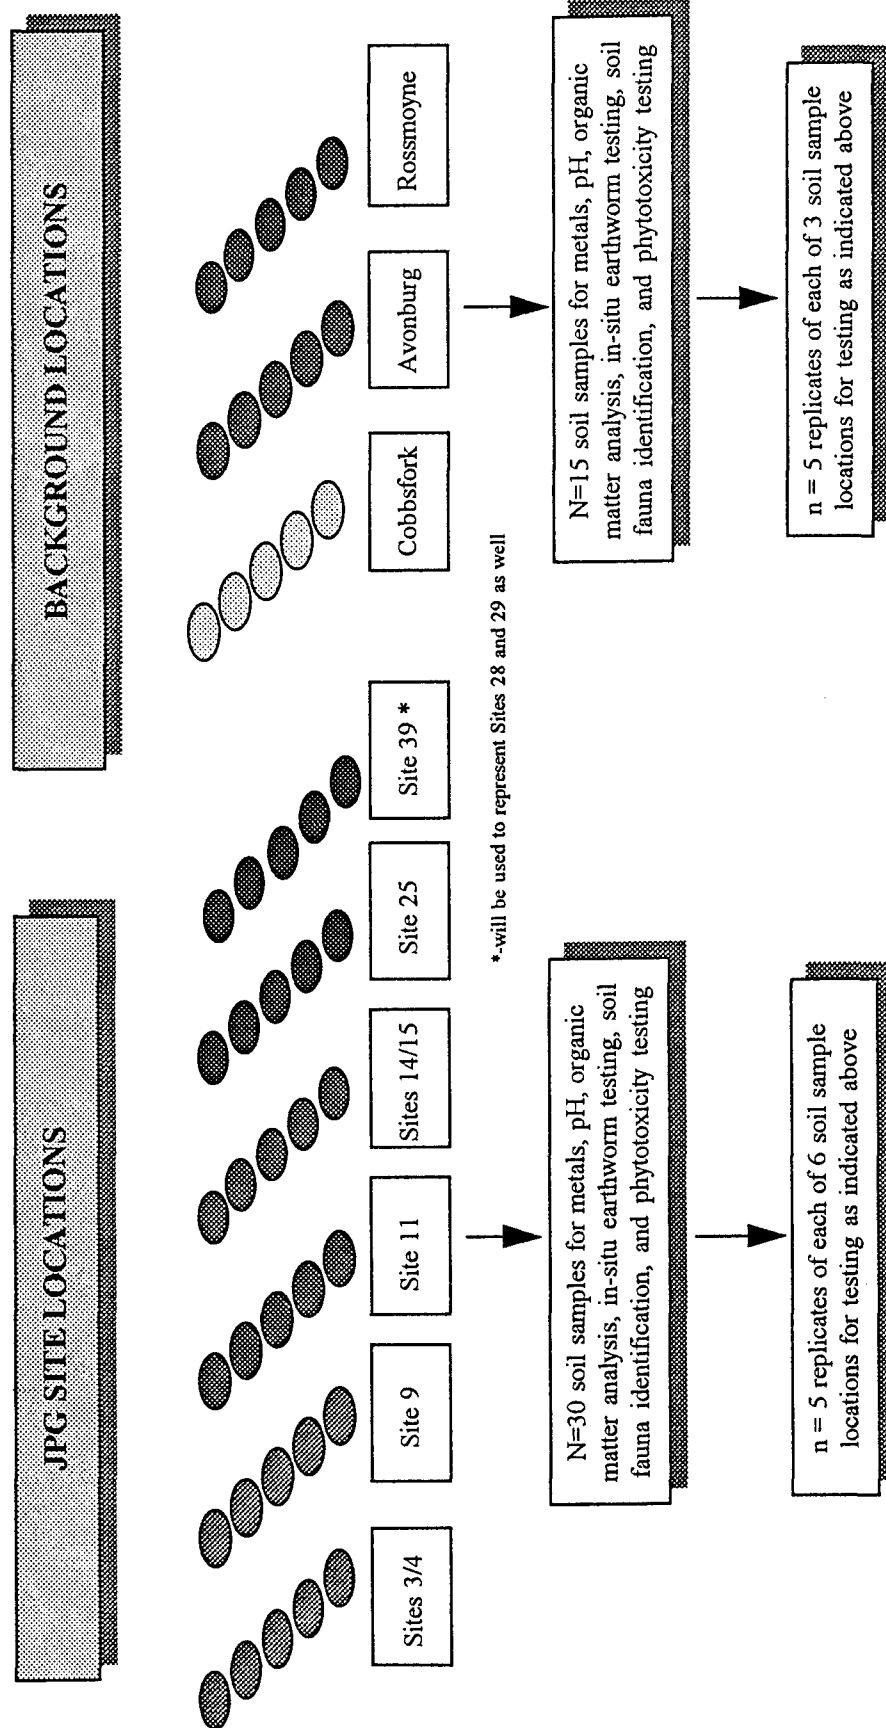 JPG SITE LOCATIONS
BACKGROUND LOCATIONS
Sites 3/4
Site 9
Site 11
Sites 14/15
Site 25
Site 39 *
Cobbsfork
Avonburg
Rossmoyne
*-will be used to represent Sites 28 and 29 as well
N=30 soil samples for metals, pH, organic
matter analysis, in-situ earthworm testing, soil
fauna identification, and phytotoxicity testing
N=15 soil samples for metals, pH, organic
matter analysis, in-situ earthworm testing, soil
fauna identification, and phytotoxicity testing
n = 5 replicates of each of 6 soil sample
locations for testing as indicated above
n = 5 replicates of each of 3 soil sample
locations for testing as indicated above